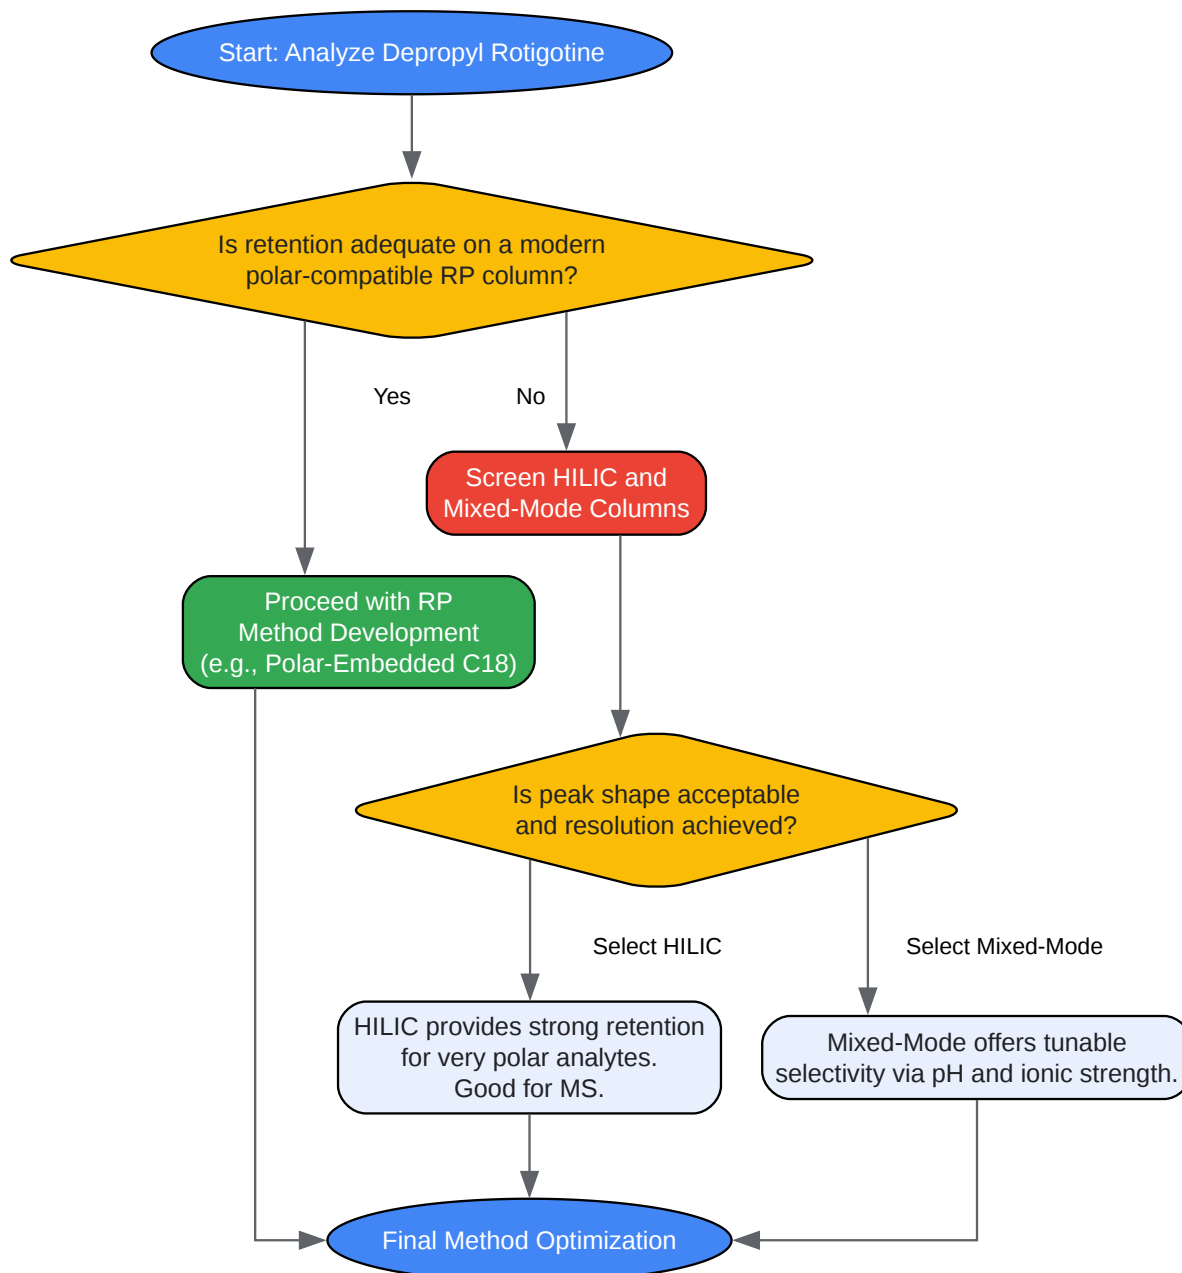 Start: Analyze Depropyl Rotigotine
Is retention adequate on a modern
polar-compatible RP column?
Yes
No
Screen HILIC and
Mixed-Mode Columns
Proceed with RP
Method Development
(e.g., Polar-Embedded C18)
Is peak shape acceptable
and resolution achieved?
Select HILIC
Select Mixed-Mode
HILIC provides strong retention
for very polar analytes.
Good for MS.
Mixed-Mode offers tunable
selectivity via pH and ionic strength.
Final Method Optimization